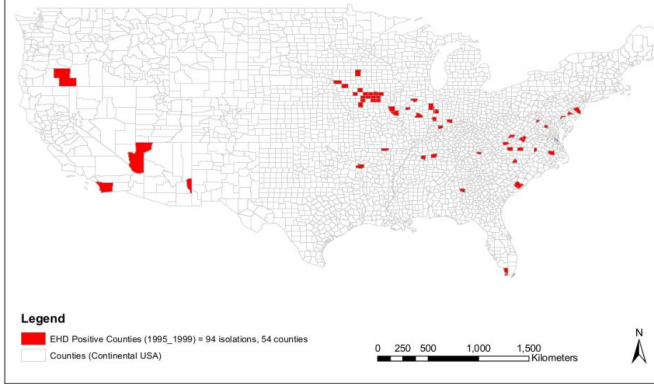 Legend
EHD Positive Counties (1995_1999) = 94 isolations, 54 counties
Counties (Continental USA)
0 250 500 1,000 1,500
Kilometers
N